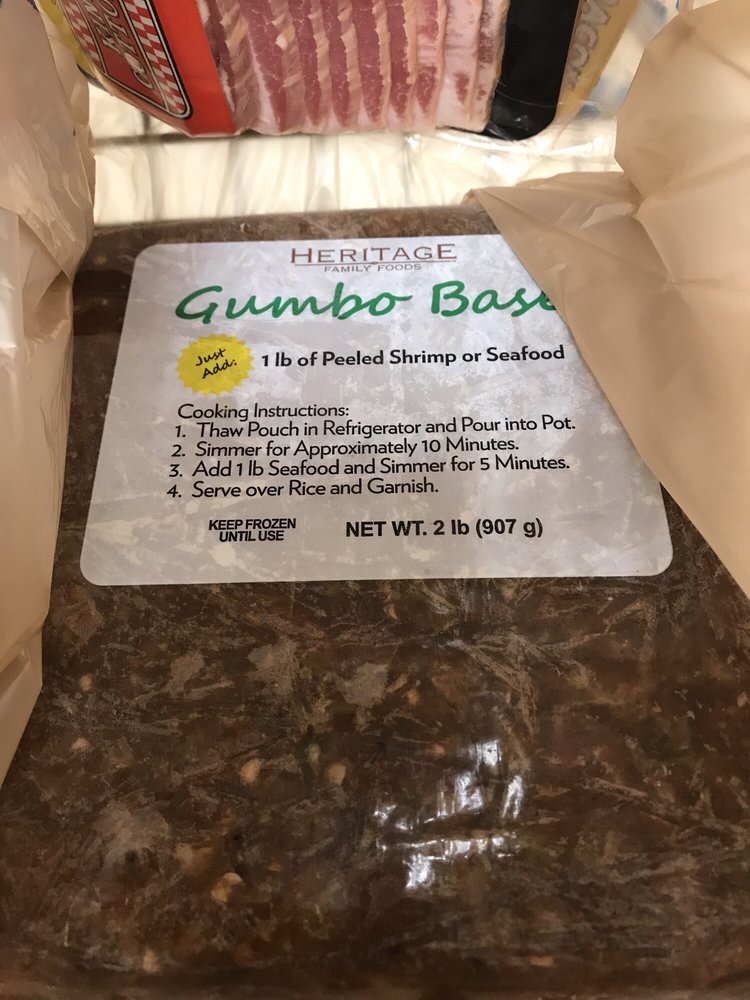 HERITAGE
FAMILY FOODS
Gumbo Base
Just
Add:
1 lb of Peeled Shrimp or Seafood
Cooking Instructions:
1. Thaw Pouch in Refrigerator and Pour into Pot.
2. Simmer for Approximately 10 Minutes.
3. Add 1 lb Seafood and Simmer for 5 Minutes.
4. Serve over Rice and Garnish.
KEEP FROZEN
UNTIL USE
NET WT. 2 lb (907 g)